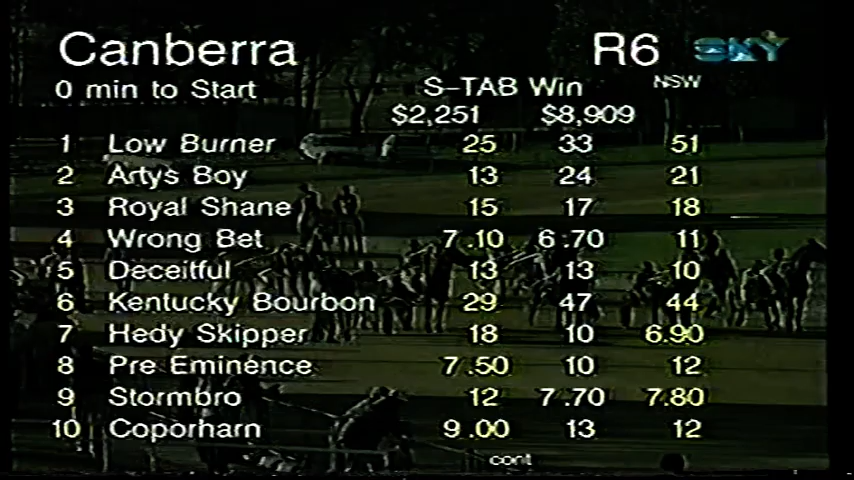 Canberra R6 SKY
0 min to Start S-TAB Win NSW
$2,251 $8,909
1 Low Burner 25 33 51
2 Artys Boy 13 24 21
3 Royal Shane 15 17 18
4 Wrong Bet 7.10 6.70 11
5 Deceitful 13 13 10
6 Kentucky Bourbon 29 47 44
7 Hedy Skipper 18 10 6.90
8 Pre Eminence 7.50 10 12
9 Stormbro 12 7.70 7.80
10 Coporharn 9.00 13 12
cont